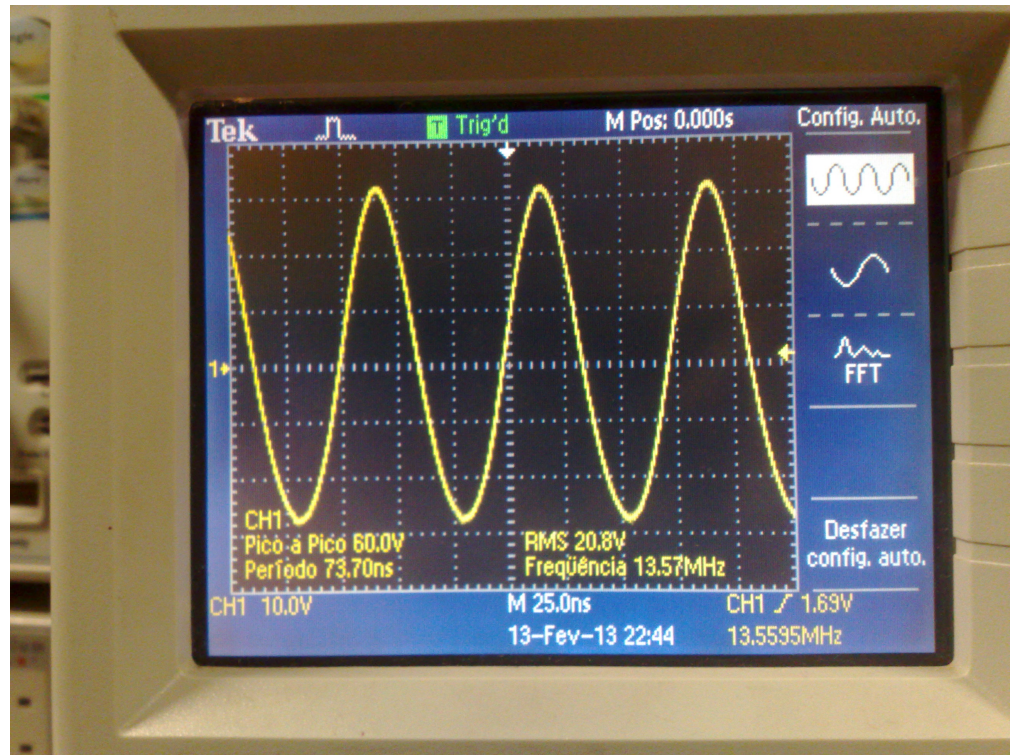 Tek T Trig'd M Pos: 0.000s Config. Auto.
1
FFT
CH1
Pico a Pico 60.0V RMS 20.8V
Período 73.70ns Freqüência 13.57MHz
Desfazer
config. auto.
CH1 10.0V M 25.0ns CH1 1.69V
13-Fev-13 22:44 13.5595MHz